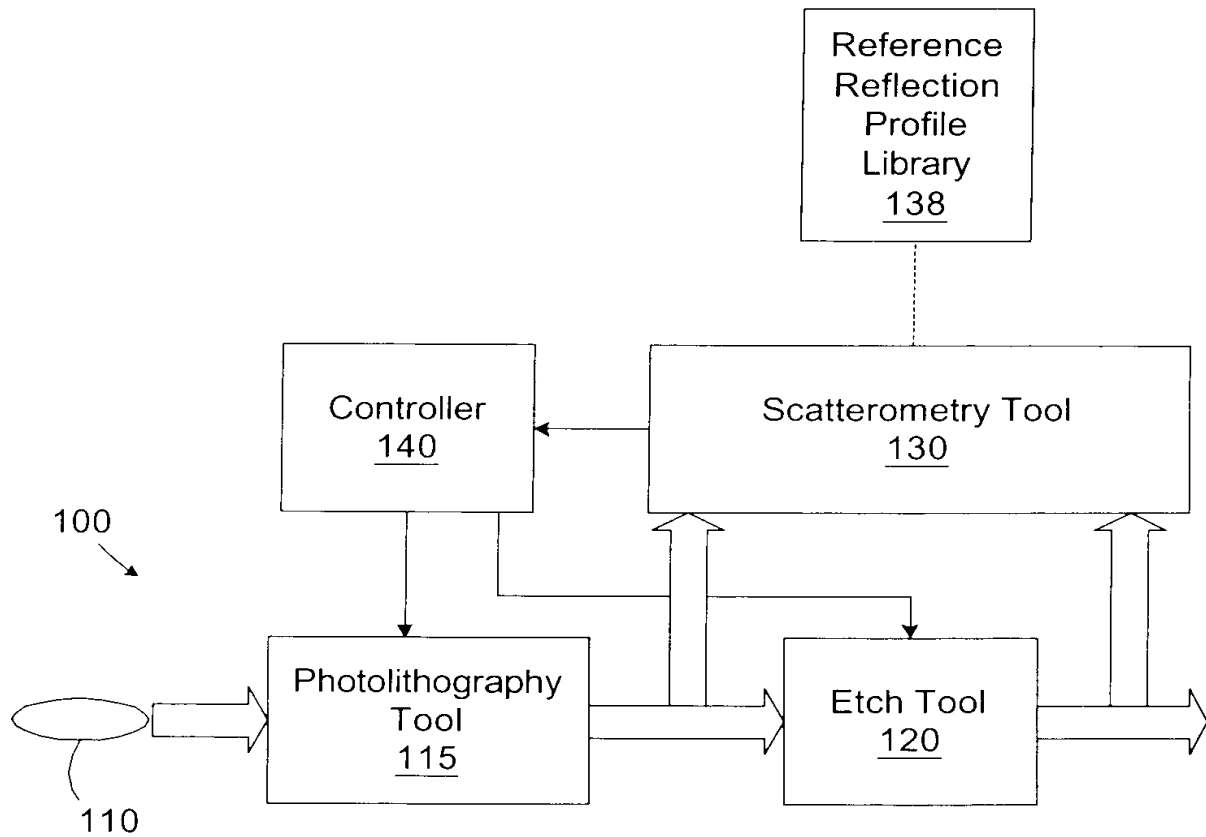 Reference
Reflection
Profile
Library
138
Controller
140
Scatterometry Tool
130
100
Photolithography
Tool
115
Etch Tool
120
110